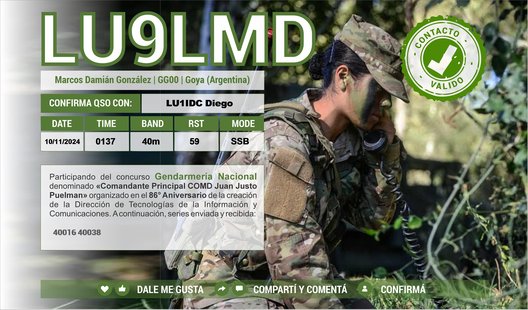 LU9LMD
CONTACTO
VALIDO
Marcos Damián González | GG00 | Goya (Argentina)
CONFIRMA QSO CON: LU1IDC Diego
DATE TIME BAND RST MODE
10/11/2024 0137 40m 59 SSB
Participando del concurso Gendarmería Nacional
denominado «Comandante Principal COMD Juan Justo
Puelman» organizado en el 86° Aniversario de la creación
de la Dirección de Tecnologías de la Información y
Comunicaciones. A continuación, series enviada y recibida:
40016 40038
DALE ME GUSTA COMPARTÍ Y COMENTÁ CONFIRMÁ